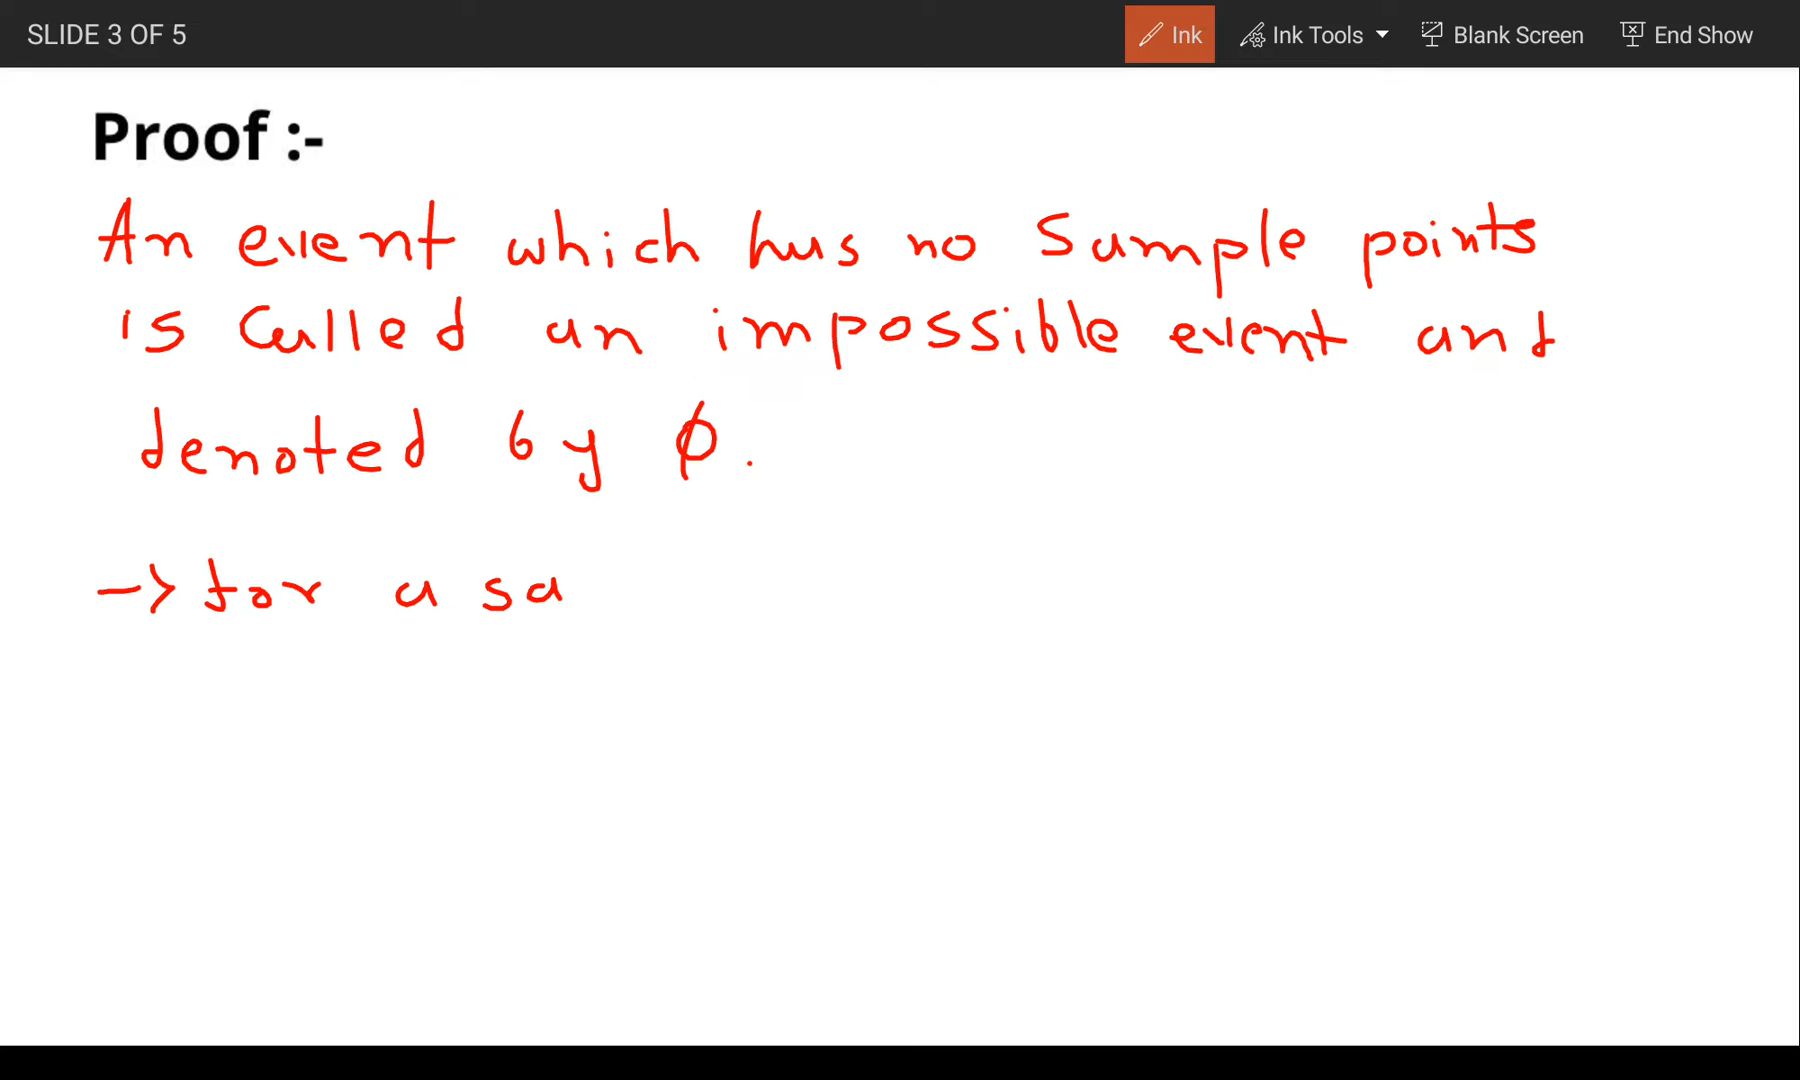 SLIDE 3 OF 5
Ink
Ink Tools
Blank Screen
End Show
Proof :-
An event which has no Sample points
is Called an impossible event and
denoted by ϕ.
→ for a sa